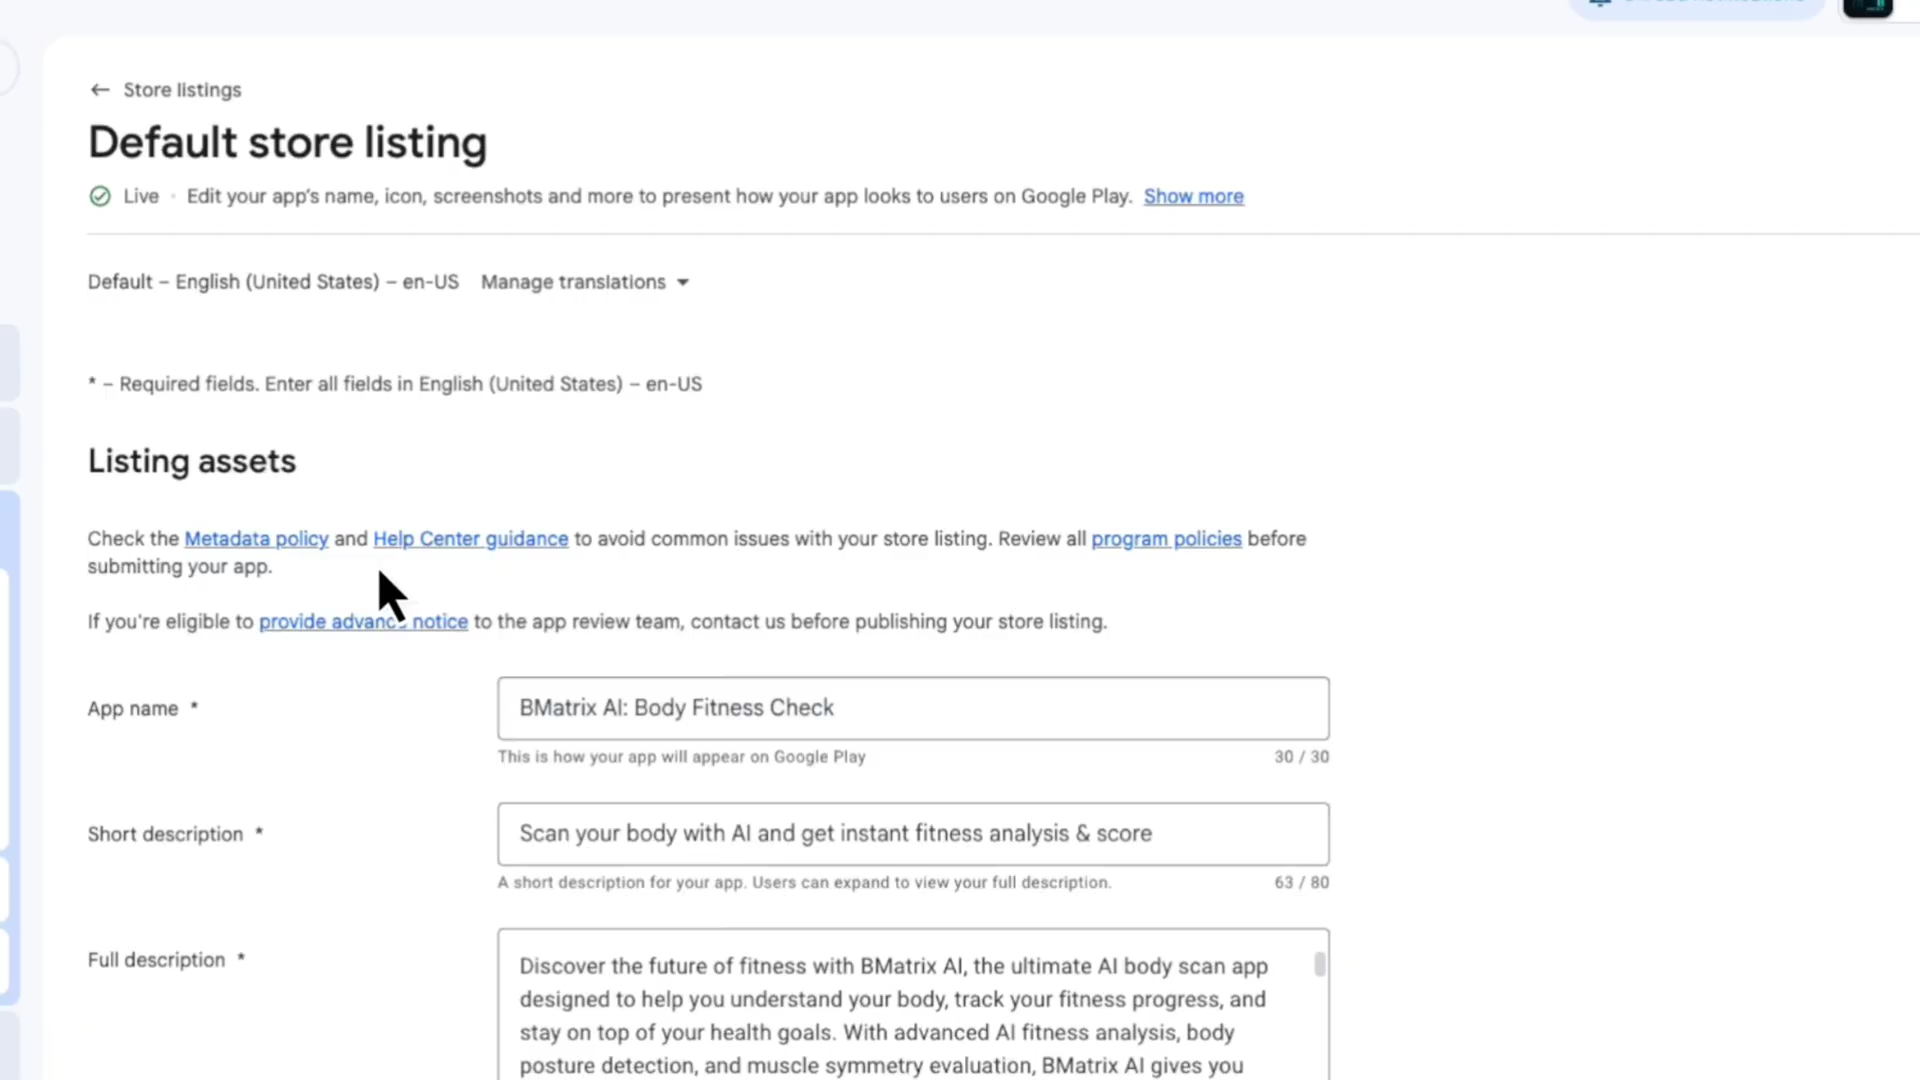 ← Store listings
Default store listing
Live · Edit your app's name, icon, screenshots and more to present how your app looks to users on Google Play. Show more
Default – English (United States) – en-US Manage translations
* – Required fields. Enter all fields in English (United States) – en-US
Listing assets
Check the Metadata policy and Help Center guidance to avoid common issues with your store listing. Review all program policies before
submitting your app.
If you're eligible to provide advance notice to the app review team, contact us before publishing your store listing.
App name *
BMatrix AI: Body Fitness Check
This is how your app will appear on Google Play 30 / 30
Short description *
Scan your body with AI and get instant fitness analysis & score
A short description for your app. Users can expand to view your full description. 63 / 80
Full description *
Discover the future of fitness with BMatrix AI, the ultimate AI body scan app
designed to help you understand your body, track your fitness progress, and
stay on top of your health goals. With advanced AI fitness analysis, body
posture detection, and muscle symmetry evaluation, BMatrix AI gives you